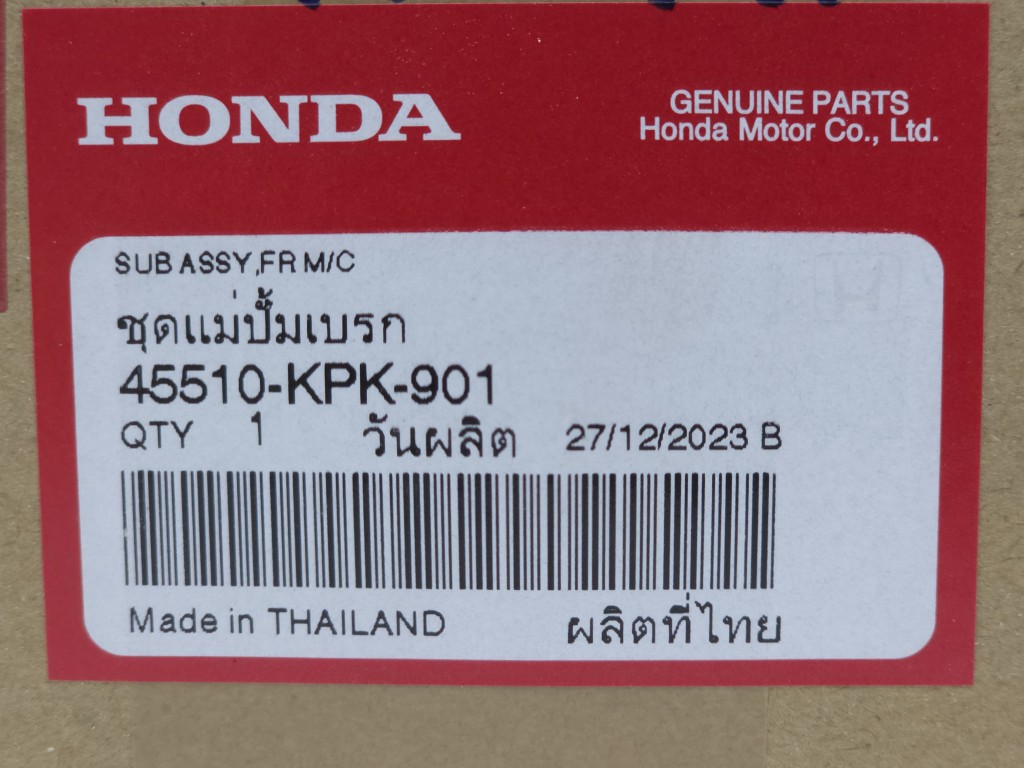 HONDA
GENUINE PARTS
Honda Motor Co., Ltd.
SUB ASSY,FR M/C
ชุดแม่ปั้มเบรก
45510-KPK-901
QTY 1 วันผลิต 27/12/2023 B
Made in THAILAND ผลิตที่ไทย